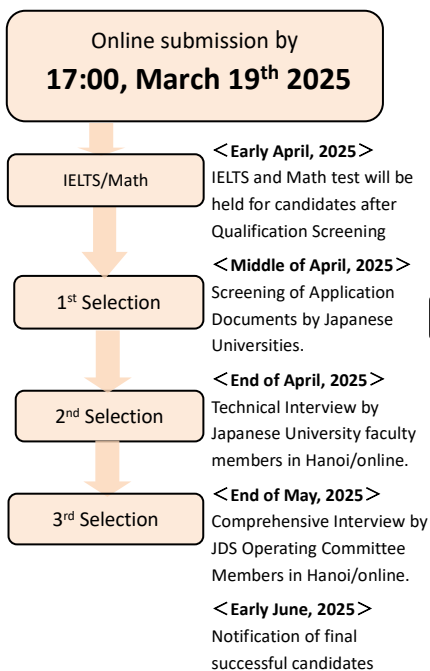 Online submission by
17:00, March 19th 2025
IELTS/Math
＜Early April, 2025＞
IELTS and Math test will be
held for candidates after
Qualification Screening
1st Selection
＜Middle of April, 2025＞
Screening of Application
Documents by Japanese
Universities.
2nd Selection
＜End of April, 2025＞
Technical Interview by
Japanese University faculty
members in Hanoi/online.
3rd Selection
＜End of May, 2025＞
Comprehensive Interview by
JDS Operating Committee
Members in Hanoi/online.
＜Early June, 2025＞
Notification of final
successful candidates